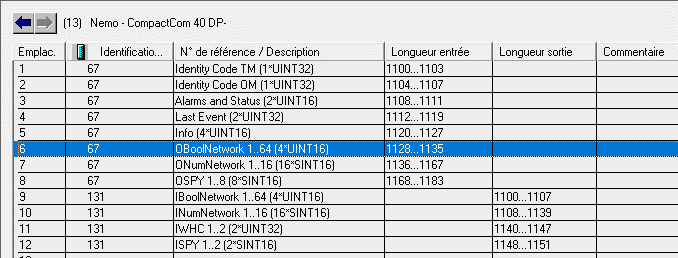 (13) Nemo - CompactCom 40 DP-
Emplac. Identificatio... N° de référence / Description Longueur entrée Longueur sortie Commentaire
1 67 Identity Code TM (1*UINT32) 1100...1103
2 67 Identity Code OM (1*UINT32) 1104...1107
3 67 Alarms and Status (2*UINT16) 1108...1111
4 67 Last Event (2*UINT32) 1112...1119
5 67 Info (4*UINT16) 1120...1127
6 67 OBoolNetwork 1..64 (4*UINT16) 1128...1135
7 67 ONumNetwork 1..16 (16*SINT16) 1136...1167
8 67 OSPY 1..8 (8*SINT16) 1168...1183
9 131 IBoolNetwork 1..64 (4*UINT16) 1100...1107
10 131 INumNetwork 1..16 (16*SINT16) 1108...1139
11 131 IWHC 1..2 (2*UINT32) 1140...1147
12 131 ISPY 1..2 (2*SINT16) 1148...1151